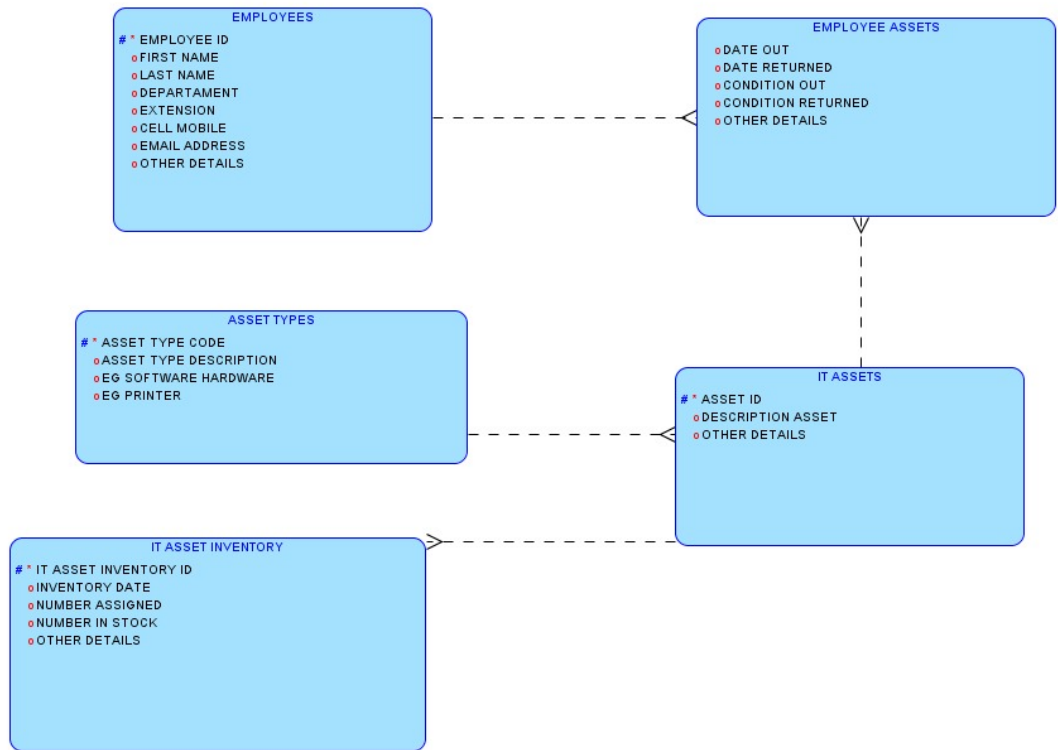 EMPLOYEES
# * EMPLOYEE ID
o FIRST NAME
o LAST NAME
o DEPARTAMENT
o EXTENSION
o CELL MOBILE
o EMAIL ADDRESS
o OTHER DETAILS
EMPLOYEE ASSETS
o DATE OUT
o DATE RETURNED
o CONDITION OUT
o CONDITION RETURNED
o OTHER DETAILS
ASSET TYPES
# * ASSET TYPE CODE
o ASSET TYPE DESCRIPTION
o EG SOFTWARE HARDWARE
o EG PRINTER
IT ASSETS
# * ASSET ID
o DESCRIPTION ASSET
o OTHER DETAILS
IT ASSET INVENTORY
# * IT ASSET INVENTORY ID
o INVENTORY DATE
o NUMBER ASSIGNED
o NUMBER IN STOCK
o OTHER DETAILS